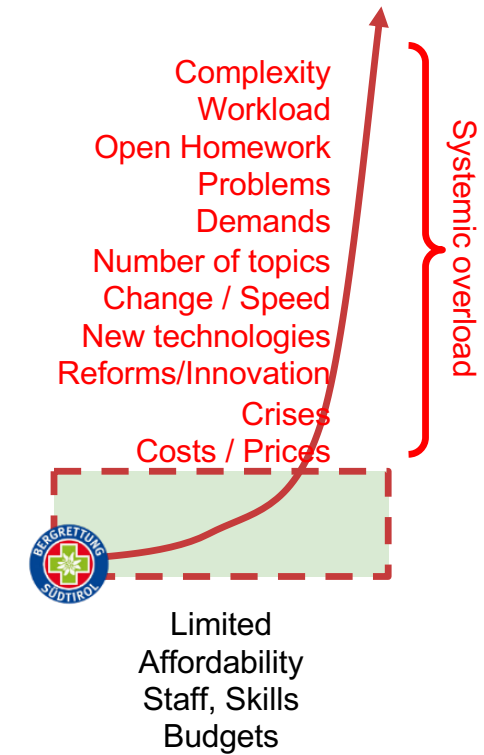 Complexity
Workload
Open Homework
Problems
Demands
Number of topics
Change / Speed
New technologies
Reforms/Innovation
Crises
Costs / Prices
Systemic overload
BERGRETTUNG
SÜDTIROL
Limited
Affordability
Staff, Skills
Budgets